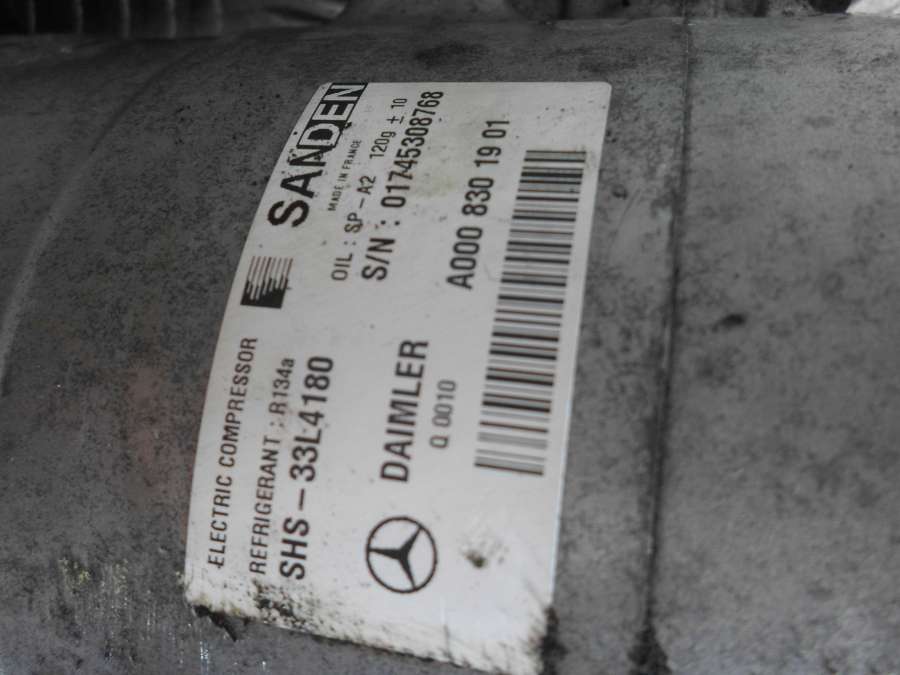 ELECTRIC COMPRESSOR
SANDEN
REFRIGERANT : R134a
MADE IN FRANCE
SHS-33L4180
OIL : SP-A2 120g ± 10
S/N : 01745308768
DAIMLER
Q 0010
A000 830 19 01